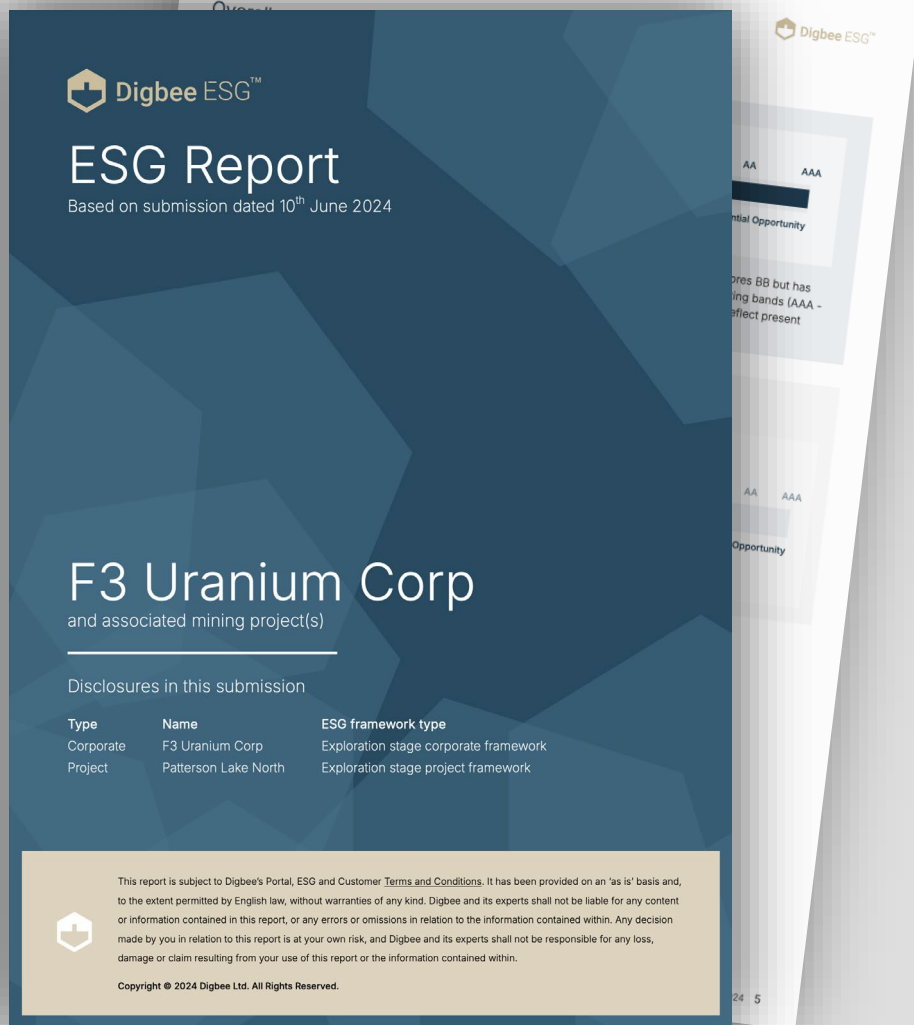 Overall
Digbee ESG™
ESG Report
Based on submission dated 10th June 2024
F3 Uranium Corp
and associated mining project(s)
Disclosures in this submission
Type Name ESG framework type
Corporate F3 Uranium Corp Exploration stage corporate framework
Project Patterson Lake North Exploration stage project framework
This report is subject to Digbee's Portal, ESG and Customer Terms and Conditions. It has been provided on an 'as is' basis and,
to the extent permitted by English law, without warranties of any kind. Digbee and its experts shall not be liable for any content
or information contained in this report, or any errors or omissions in relation to the information contained within. Any decision
made by you in relation to this report is at your own risk, and Digbee and its experts shall not be responsible for any loss,
damage or claim resulting from your use of this report or the information contained within.
Copyright © 2024 Digbee Ltd. All Rights Reserved.
Digbee ESG™
AA AAA
Opportunity
BB but has
bands (AAA -
present
AA AAA
Opportunity
24 5